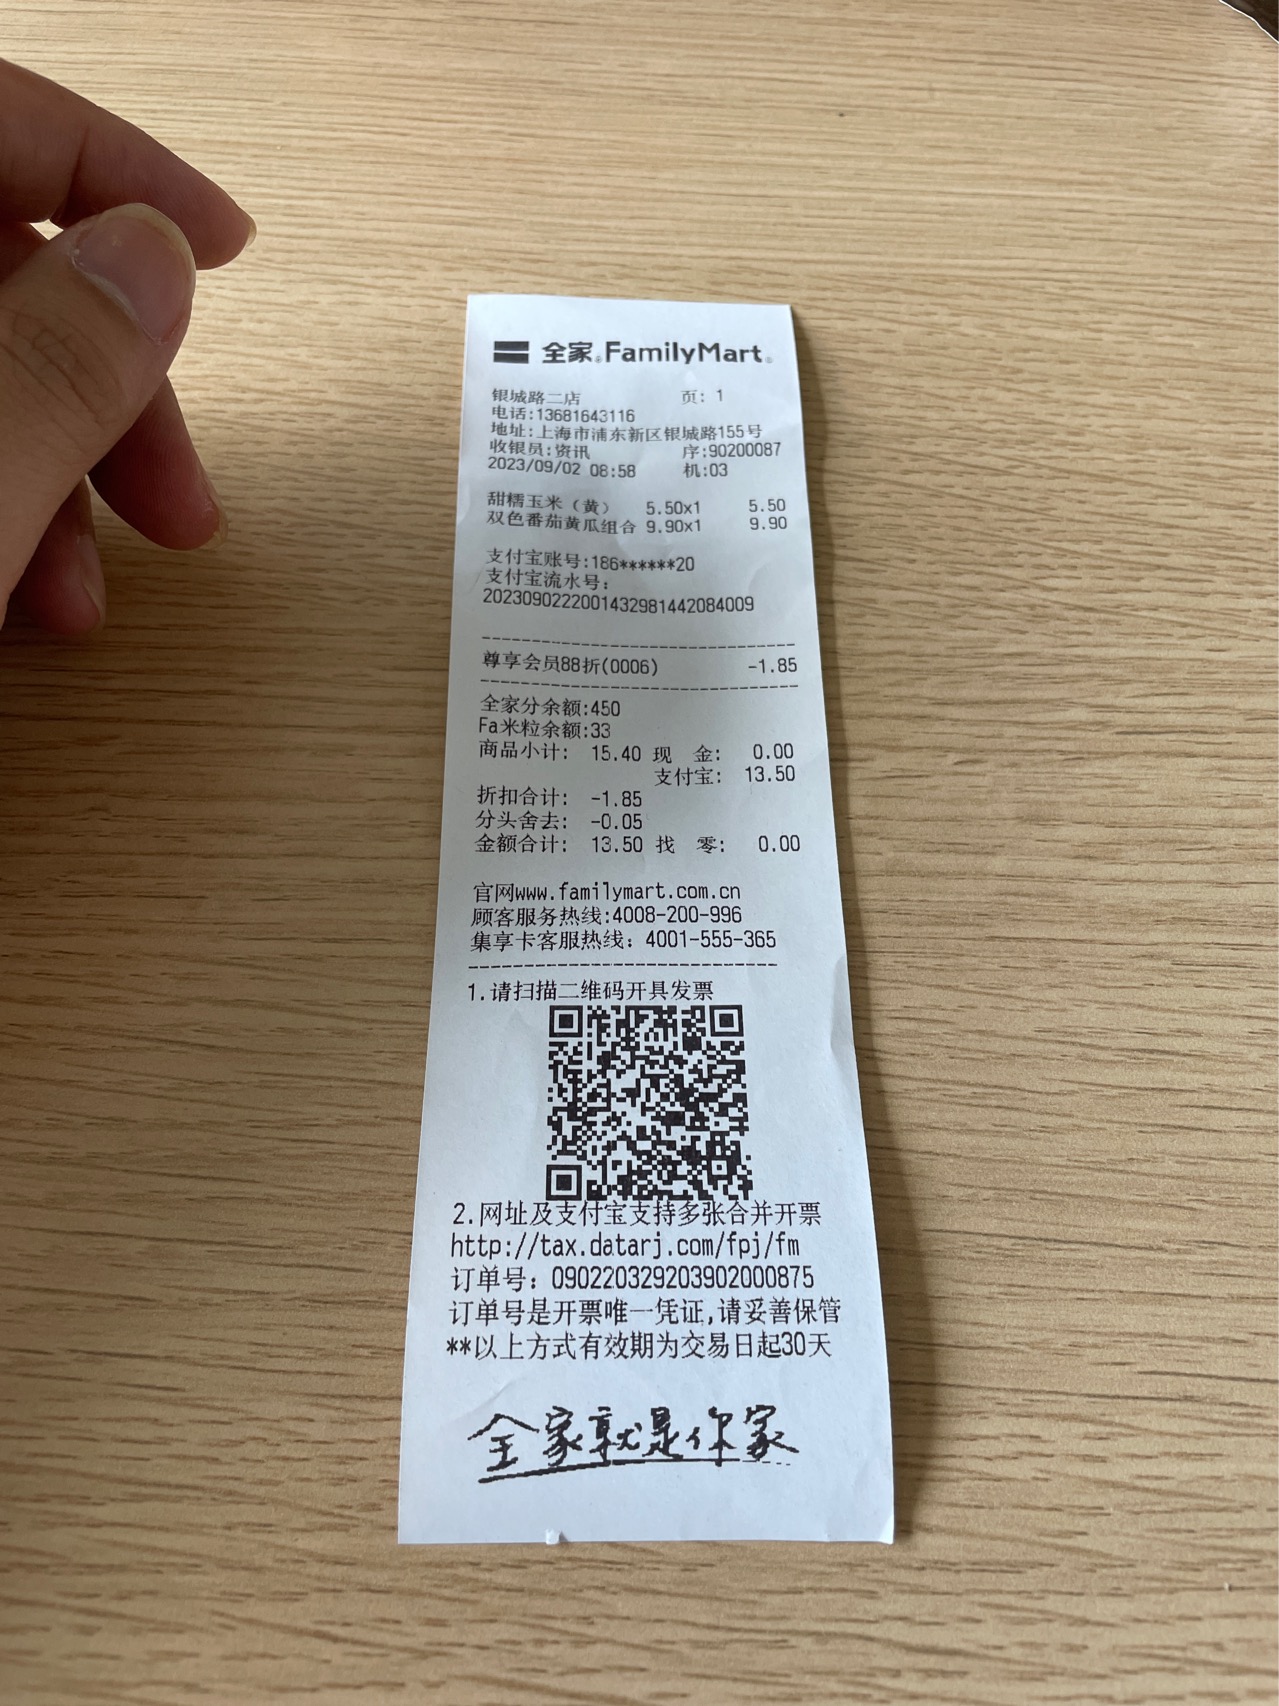 全家 FamilyMart
银城路二店 页: 1
电话:13681643116
地址:上海市浦东新区银城路155号
收银员:资讯 序:90200087
2023/09/02 08:58 机:03
甜糯玉米（黄） 5.50x1 5.50
双色番茄黄瓜组合 9.90x1 9.90
支付宝账号:186******20
支付宝流水号:
2023090222001432981442084009
尊享会员88折(0006) -1.85
全家分余额:450
Fa米粒余额:33
商品小计: 15.40 现 金: 0.00
支付宝: 13.50
折扣合计: -1.85
分头舍去: -0.05
金额合计: 13.50 找 零: 0.00
官网www.familymart.com.cn
顾客服务热线:4008-200-996
集享卡客服热线: 4001-555-365
1.请扫描二维码开具发票
2.网址及支付宝支持多张合并开票
http://tax.datarj.com/fpj/fm
订单号: 090220329203902000875
订单号是开票唯一凭证,请妥善保管
**以上方式有效期为交易日起30天
全家就是你家